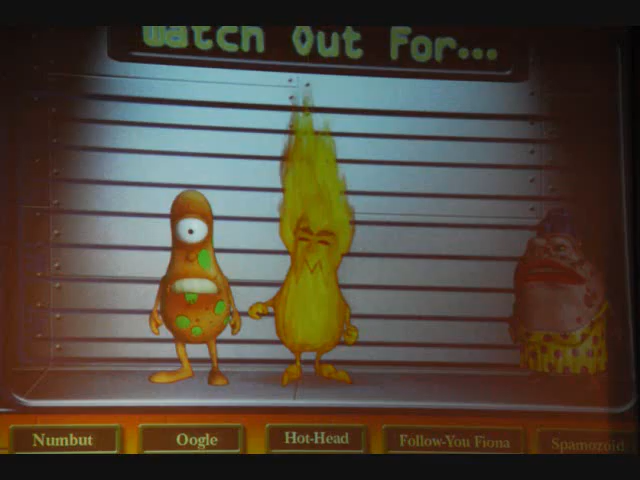 Watch Out For...
Numbut
Oogle
Hot-Head
Follow-You Fiona
Spamozoid